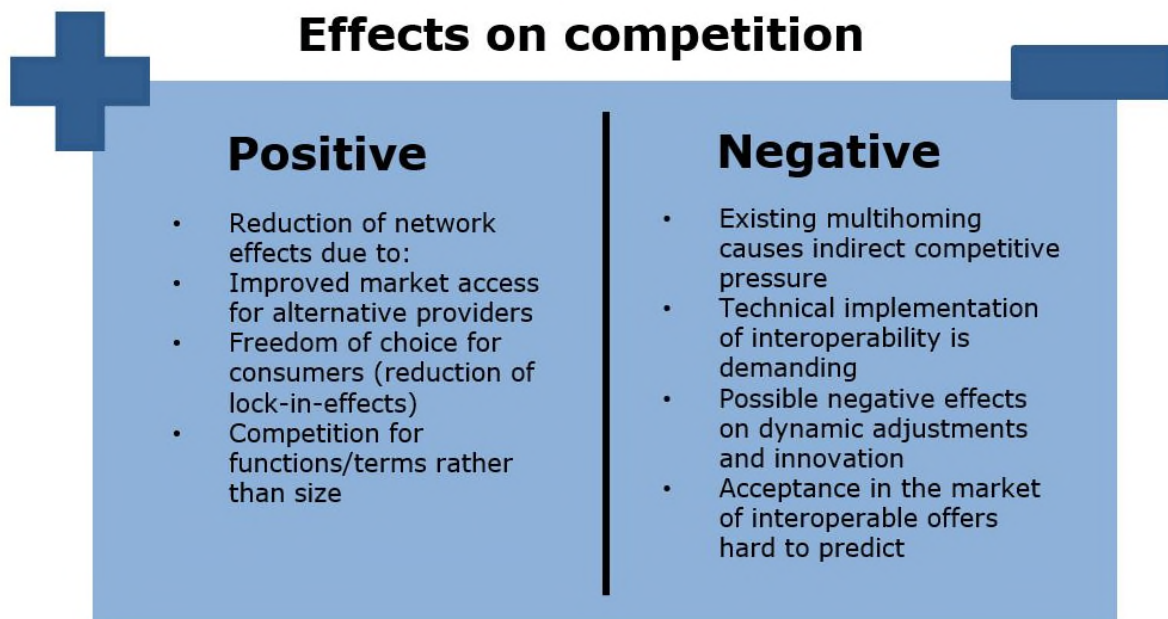 Effects on competition
Positive
• Reduction of network
effects due to:
• Improved market access
for alternative providers
• Freedom of choice for
consumers (reduction of
lock-in-effects)
• Competition for
functions/terms rather
than size
Negative
• Existing multihoming
causes indirect competitive
pressure
• Technical implementation
of interoperability is
demanding
• Possible negative effects
on dynamic adjustments
and innovation
• Acceptance in the market
of interoperable offers
hard to predict